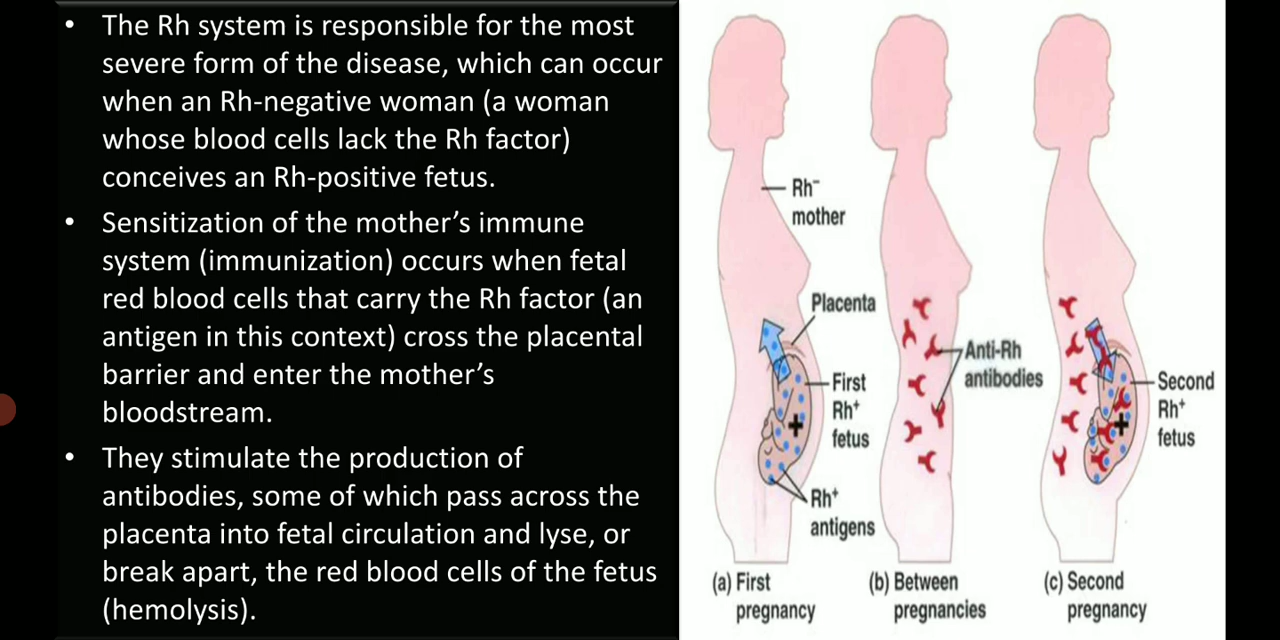 • The Rh system is responsible for the most
severe form of the disease, which can occur
when an Rh-negative woman (a woman
whose blood cells lack the Rh factor)
conceives an Rh-positive fetus.
• Sensitization of the mother’s immune
system (immunization) occurs when fetal
red blood cells that carry the Rh factor (an
antigen in this context) cross the placental
barrier and enter the mother’s
bloodstream.
• They stimulate the production of
antibodies, some of which pass across the
placenta into fetal circulation and lyse, or
break apart, the red blood cells of the fetus
(hemolysis).
Rh⁻
mother
Placenta
First
Rh⁺
fetus
+
Rh⁺
antigens
(a) First
pregnancy
Anti-Rh
antibodies
(b) Between
pregnancies
Second
Rh⁺
fetus
+
(c) Second
pregnancy